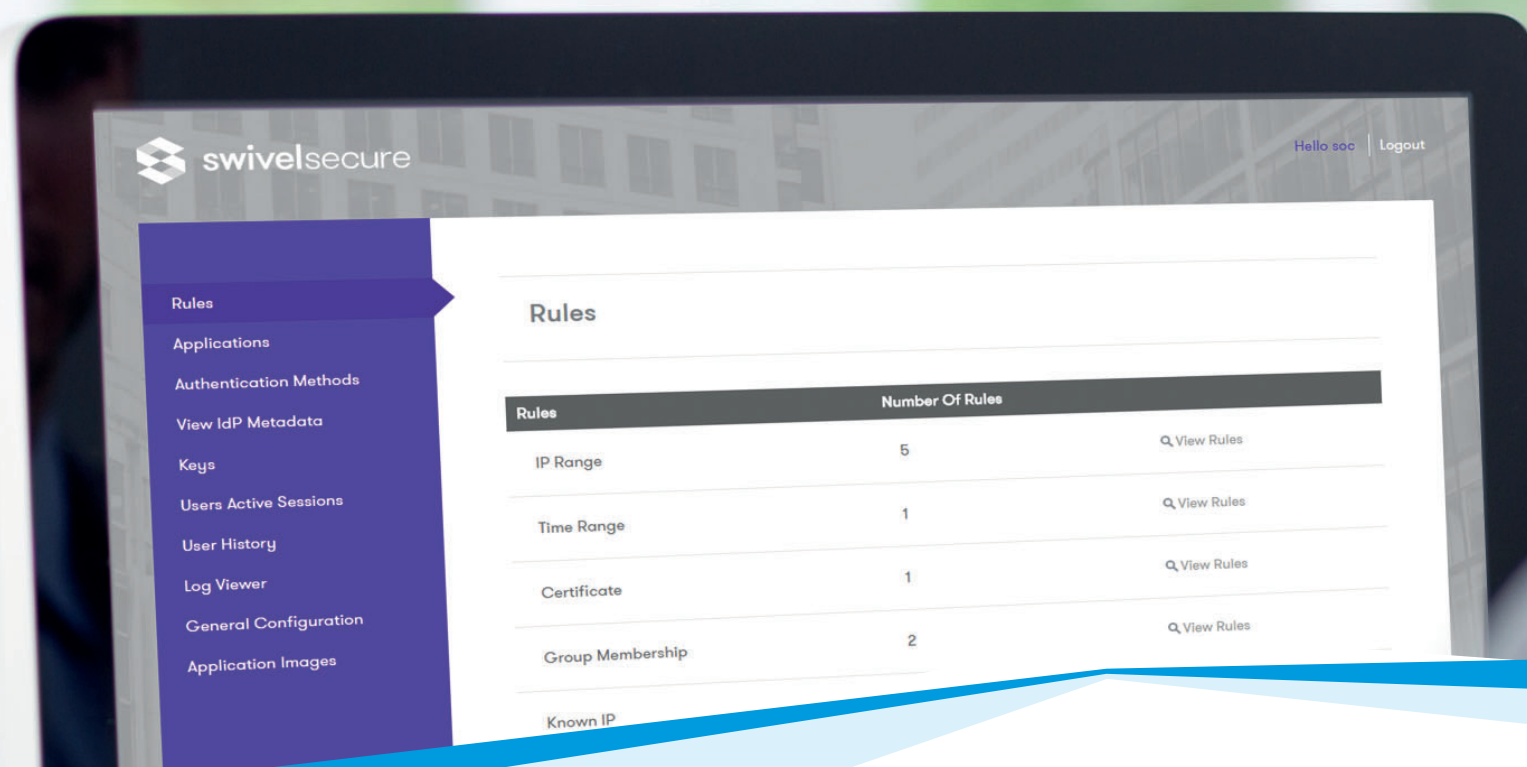 swivelsecure
Hello soc | Logout
Rules
Applications
Authentication Methods
View IdP Metadata
Keys
Users Active Sessions
User History
Log Viewer
General Configuration
Application Images
Rules
Rules Number Of Rules
IP Range 5 View Rules
Time Range 1 View Rules
Certificate 1 View Rules
Group Membership 2 View Rules
Known IP